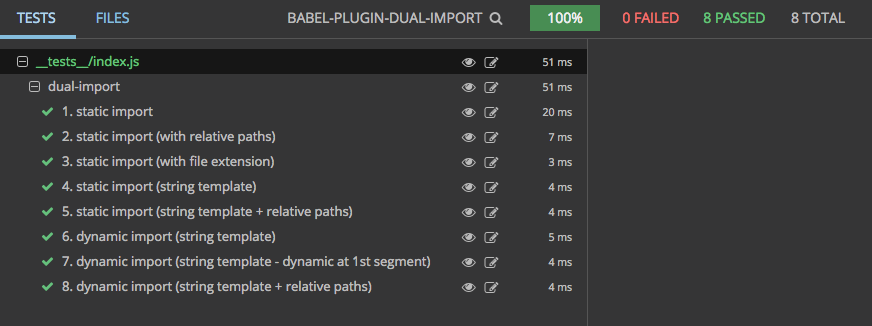 TESTS FILES BABEL-PLUGIN-DUAL-IMPORT 100% 0 FAILED 8 PASSED 8 TOTAL
__tests__/index.js 51 ms
dual-import 51 ms
1. static import 20 ms
2. static import (with relative paths) 7 ms
3. static import (with file extension) 3 ms
4. static import (string template) 4 ms
5. static import (string template + relative paths) 4 ms
6. dynamic import (string template) 5 ms
7. dynamic import (string template - dynamic at 1st segment) 4 ms
8. dynamic import (string template + relative paths) 4 ms